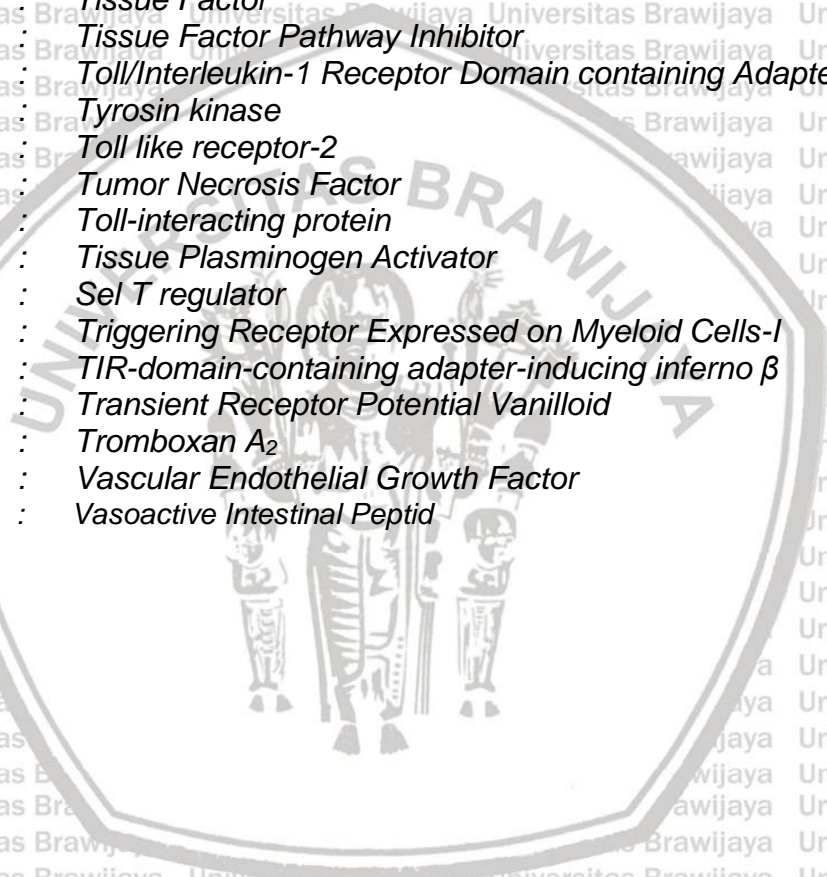 : Tissue Factor
: Tissue Factor Pathway Inhibitor
: Toll/Interleukin-1 Receptor Domain containing Adapte
: Tyrosin kinase
: Toll like receptor-2
: Tumor Necrosis Factor
: Toll-interacting protein
: Tissue Plasminogen Activator
: Sel T regulator
: Triggering Receptor Expressed on Myeloid Cells-I
: TIR-domain-containing adapter-inducing inferno β
: Transient Receptor Potential Vanilloid
: Tromboxan A₂
: Vascular Endothelial Growth Factor
: Vasoactive Intestinal Peptid
UNIVERSITAS BRAWIJAYA